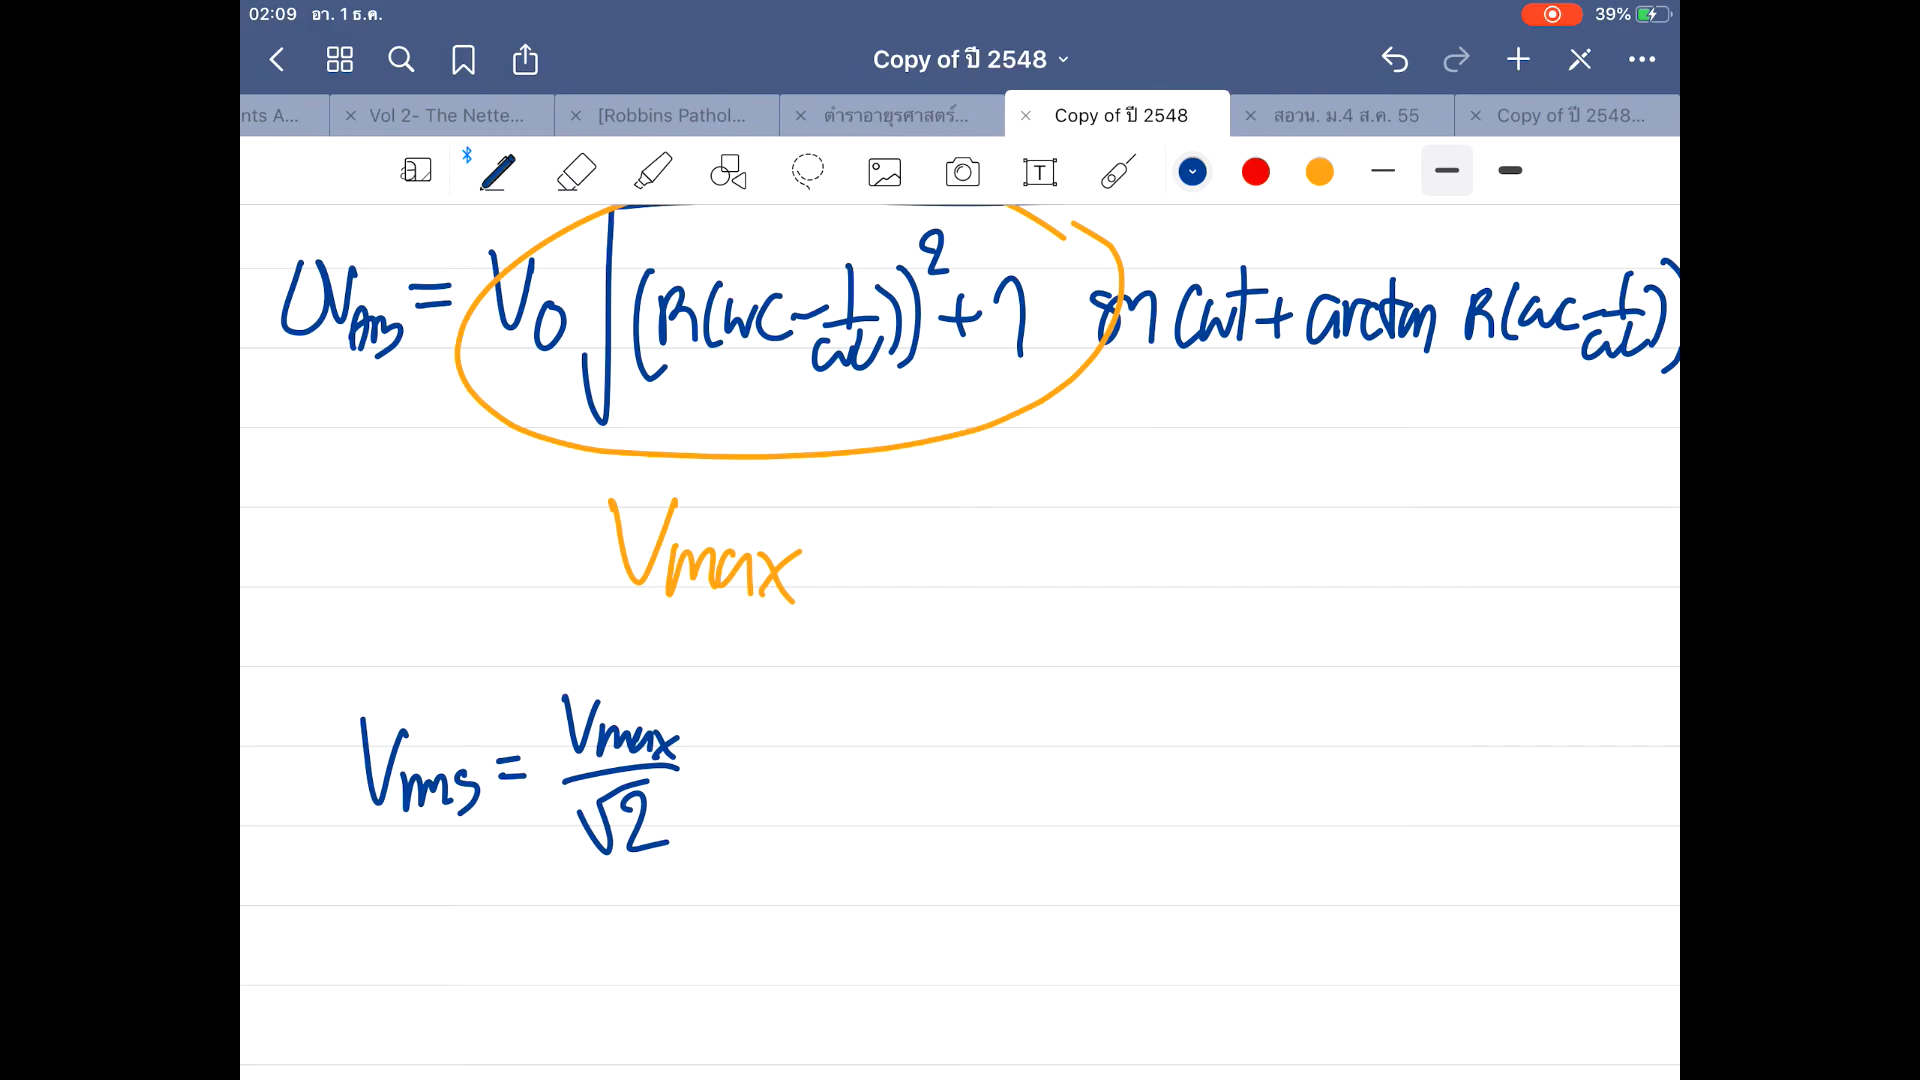 02:09 อา. 1 ธ.ค. 39%
Copy of ปี 2548
nts A... Vol 2- The Nette... [Robbins Pathol... ตำราอายุรศาสตร์... Copy of ปี 2548 สอวน. ม.4 ส.ค. 55 Copy of ปี 2548...
T
= V₀√((R(ωC-1/ωL))²+1) sin(ωt+arctan R(ωC-1/ωL))
Vmax
Vrms = Vmax/√2